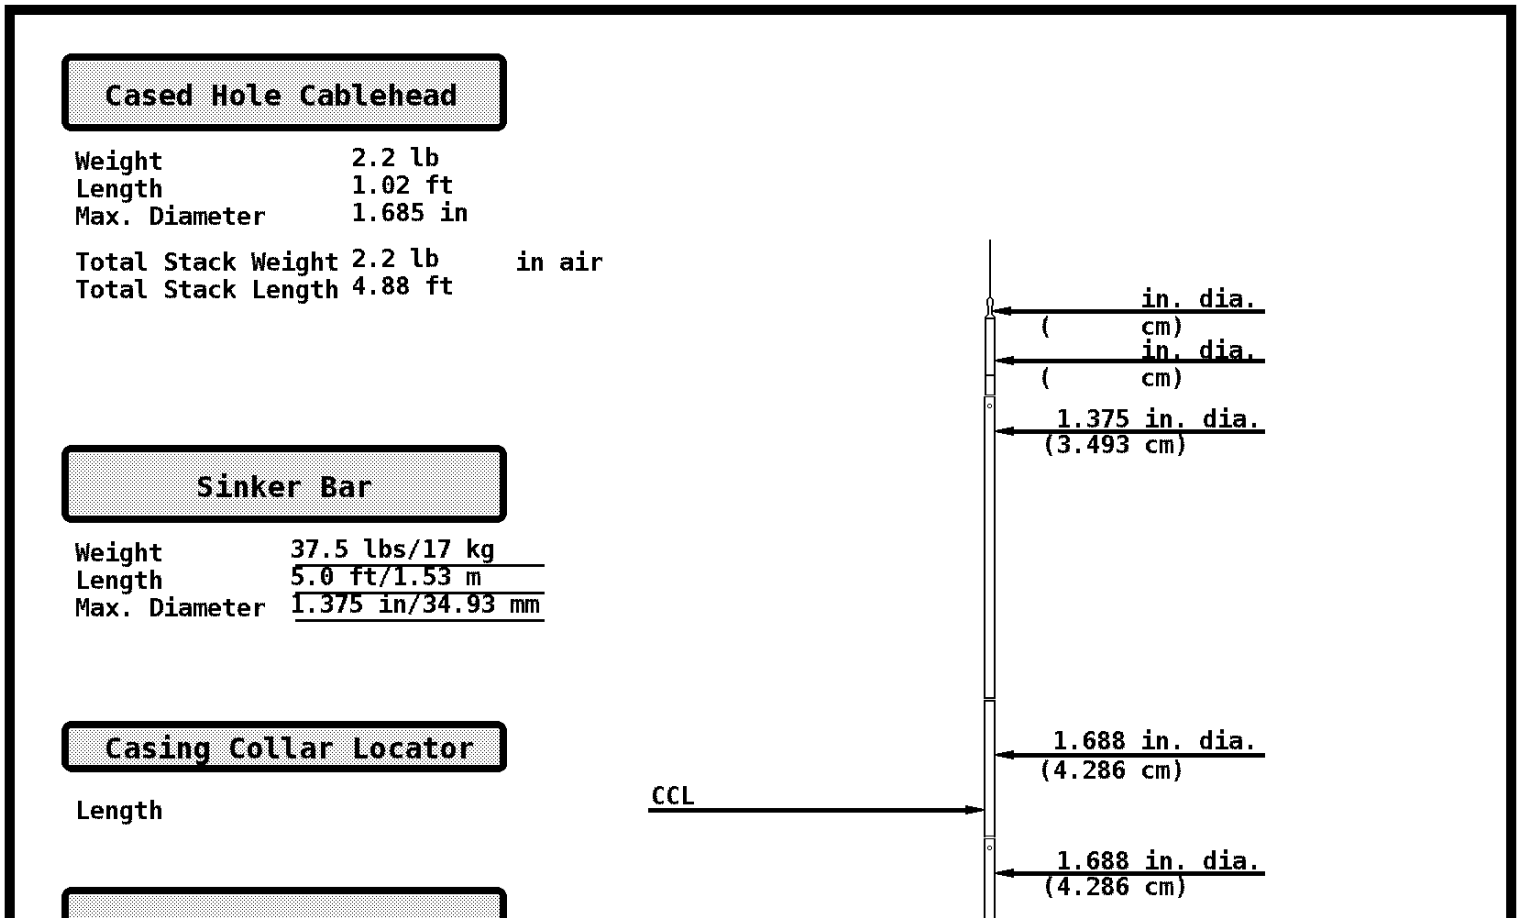 Cased Hole Cablehead
Weight 2.2 lb
Length 1.02 ft
Max. Diameter 1.685 in
Total Stack Weight 2.2 lb in air
Total Stack Length 4.88 ft
in. dia.
( cm)
in. dia.
( cm)
1.375 in. dia.
(3.493 cm)
Sinker Bar
Weight 37.5 lbs/17 kg
Length 5.0 ft/1.53 m
Max. Diameter 1.375 in/34.93 mm
Casing Collar Locator
1.688 in. dia.
(4.286 cm)
CCL
Length
1.688 in. dia.
(4.286 cm)